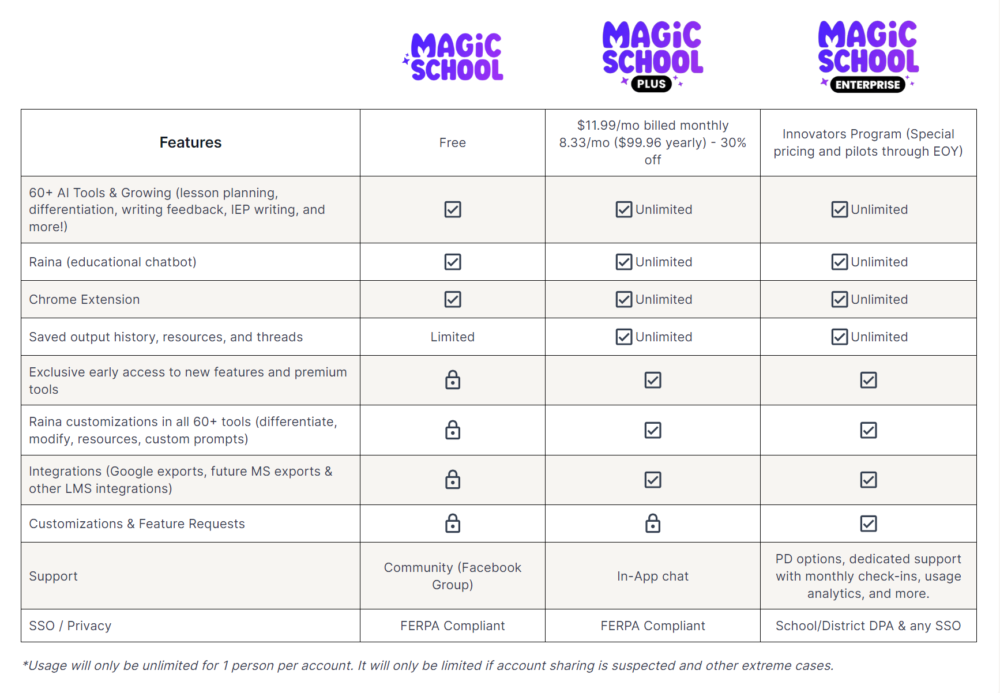 MAGiC
SCHOOL
MAGiC
SCHOOL
PLUS
MAGiC
SCHOOL
ENTERPRISE
Features
Free
$11.99/mo billed monthly
8.33/mo ($99.96 yearly) - 30%
off
Innovators Program (Special
pricing and pilots through EOY)
60+ AI Tools & Growing (lesson planning,
differentiation, writing feedback, IEP writing, and
more!)
Unlimited
Unlimited
Raina (educational chatbot)
Unlimited
Unlimited
Chrome Extension
Unlimited
Unlimited
Saved output history, resources, and threads
Limited
Unlimited
Unlimited
Exclusive early access to new features and premium
tools
Raina customizations in all 60+ tools (differentiate,
modify, resources, custom prompts)
Integrations (Google exports, future MS exports &
other LMS integrations)
Customizations & Feature Requests
Support
Community (Facebook
Group)
In-App chat
PD options, dedicated support
with monthly check-ins, usage
analytics, and more.
SSO / Privacy
FERPA Compliant
FERPA Compliant
School/District DPA & any SSO
*Usage will only be unlimited for 1 person per account. It will only be limited if account sharing is suspected and other extreme cases.